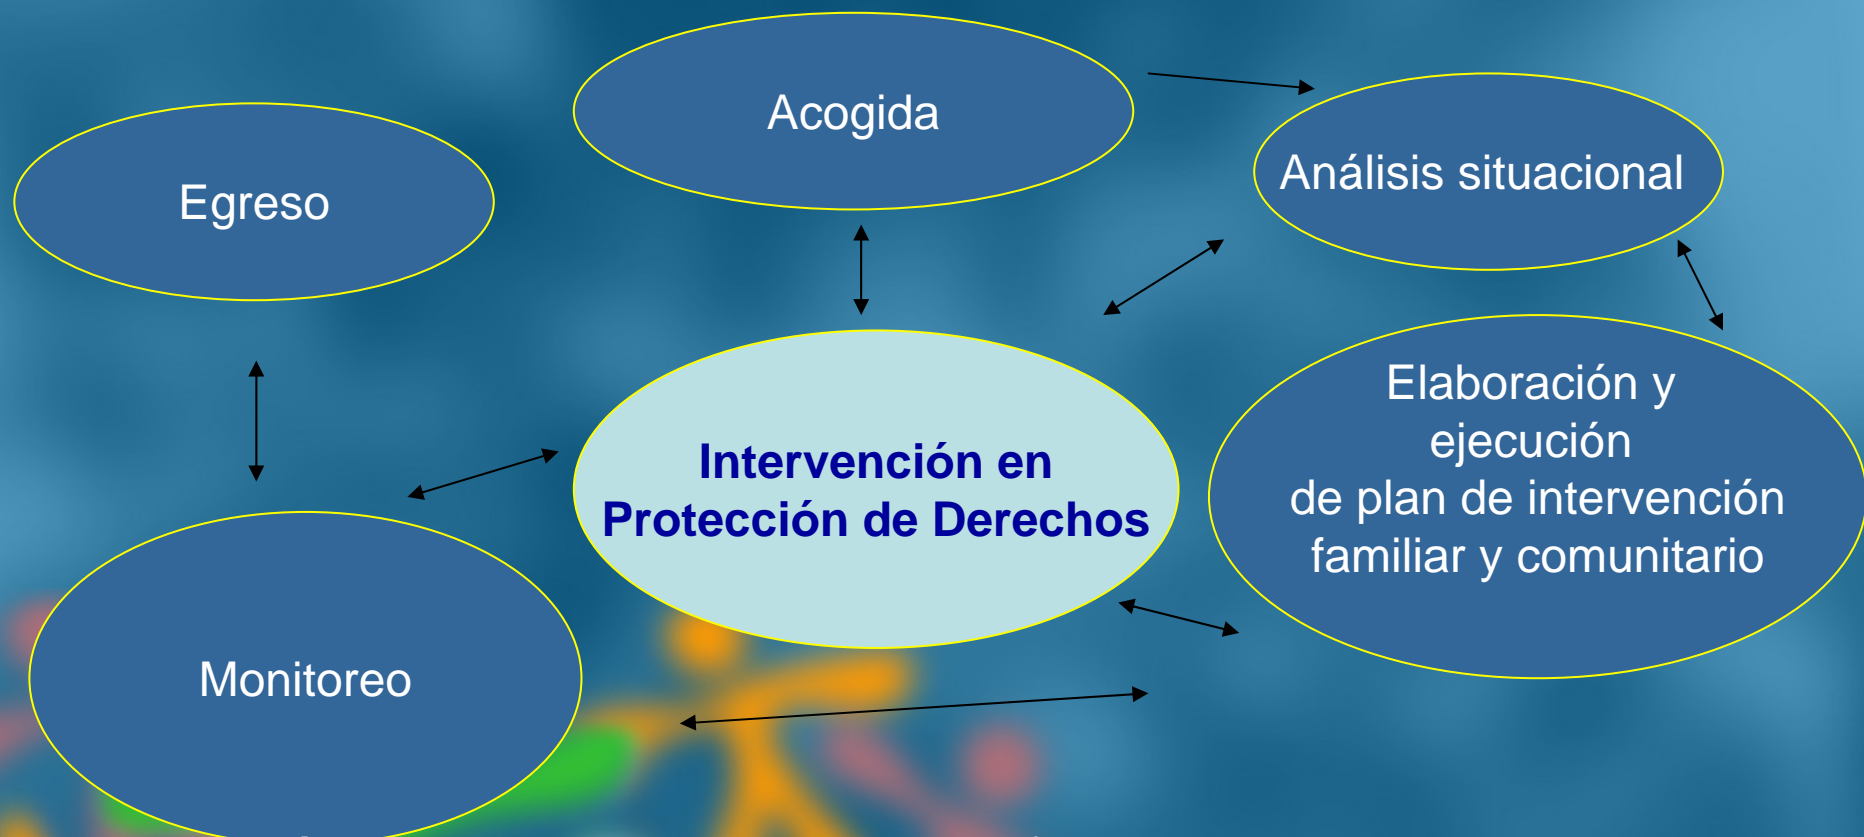 Acogida
Egreso
Análisis situacional
Intervención en
Protección de Derechos
Elaboración y
ejecución
de plan de intervención
familiar y comunitario
Monitoreo